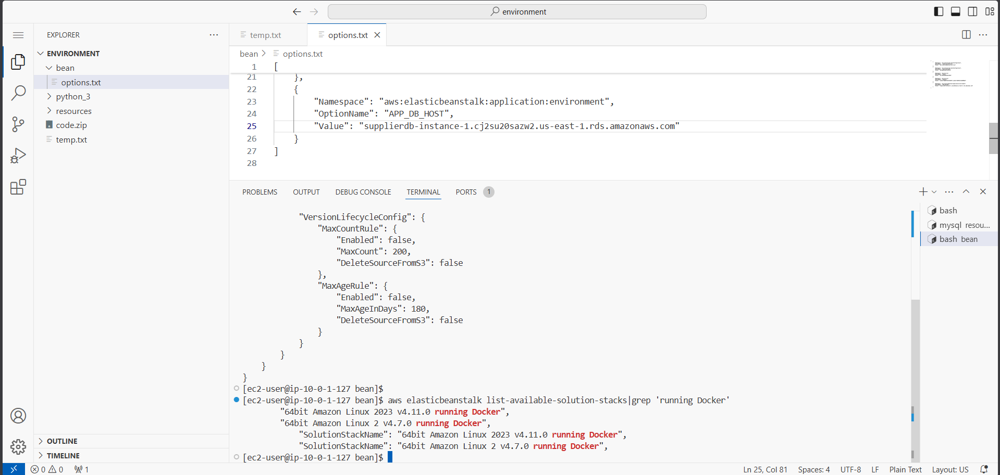 environment
EXPLORER
ENVIRONMENT
bean
options.txt
python_3
resources
code.zip
temp.txt
OUTLINE
TIMELINE
temp.txt
options.txt
bean > options.txt
1 [
21 },
22 {
23 "Namespace": "aws:elasticbeanstalk:application:environment",
24 "OptionName": "APP_DB_HOST",
25 "Value": "supplierdb-instance-1.cj2su20sazw2.us-east-1.rds.amazonaws.com"
26 }
27 ]
28
PROBLEMS OUTPUT DEBUG CONSOLE TERMINAL PORTS 1
"VersionLifecycleConfig": {
"MaxCountRule": {
"Enabled": false,
"MaxCount": 200,
"DeleteSourceFromS3": false
},
"MaxAgeRule": {
"Enabled": false,
"MaxAgeInDays": 180,
"DeleteSourceFromS3": false
}
}
}
}
}
[ec2-user@ip-10-0-1-127 bean]$
[ec2-user@ip-10-0-1-127 bean]$ aws elasticbeanstalk list-available-solution-stacks|grep 'running Docker'
"64bit Amazon Linux 2023 v4.11.0 running Docker",
"64bit Amazon Linux 2 v4.7.0 running Docker",
"SolutionStackName": "64bit Amazon Linux 2023 v4.11.0 running Docker",
"SolutionStackName": "64bit Amazon Linux 2 v4.7.0 running Docker",
[ec2-user@ip-10-0-1-127 bean]$
bash
mysql resou...
bash bean
0 0 1
Ln 25, Col 81 Spaces: 4 UTF-8 LF Plain Text Layout: US